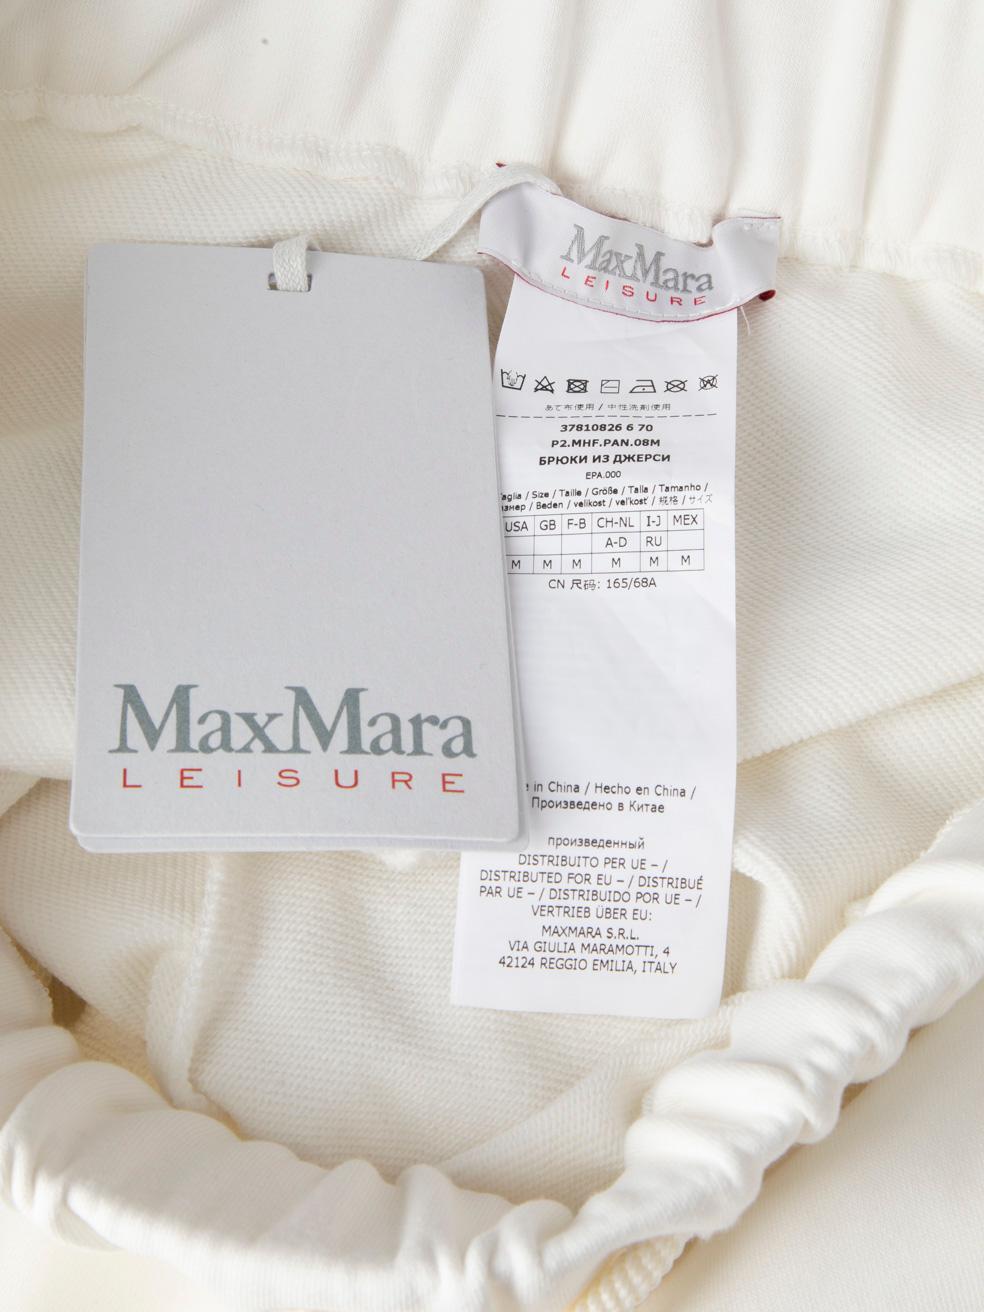 MaxMara
LEISURE
あて布使用 / 中性洗剤使用
37810826 6 70
P2.MHF.PAN.08M
БРЮКИ ИЗ ДЖЕРСИ
EPA.000
/ Size / Taille / Größe / Talla / Tamanho /
/ Beden / velikost / veľkosť / 规格 / サイズ
USA GB F-B CH-NL I-J MEX
A-D RU
M M M M M M
CN 尺码: 165/68A
MaxMara
LEISURE
in China / Hecho en China /
Произведено в Китае
произведенный
DISTRIBUITO PER UE – /
DISTRIBUTED FOR EU – / DISTRIBUÉ
PAR UE – / DISTRIBUIDO POR UE – /
VERTRIEB ÜBER EU:
MAXMARA S.R.L.
VIA GIULIA MARAMOTTI, 4
42124 REGGIO EMILIA, ITALY